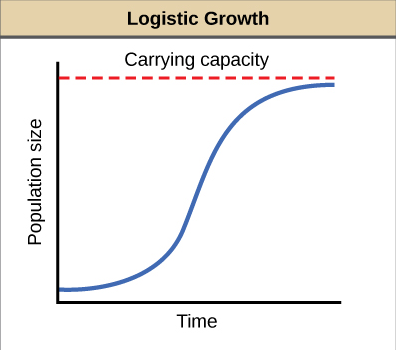 Logistic Growth
Carrying capacity
Population size
Time